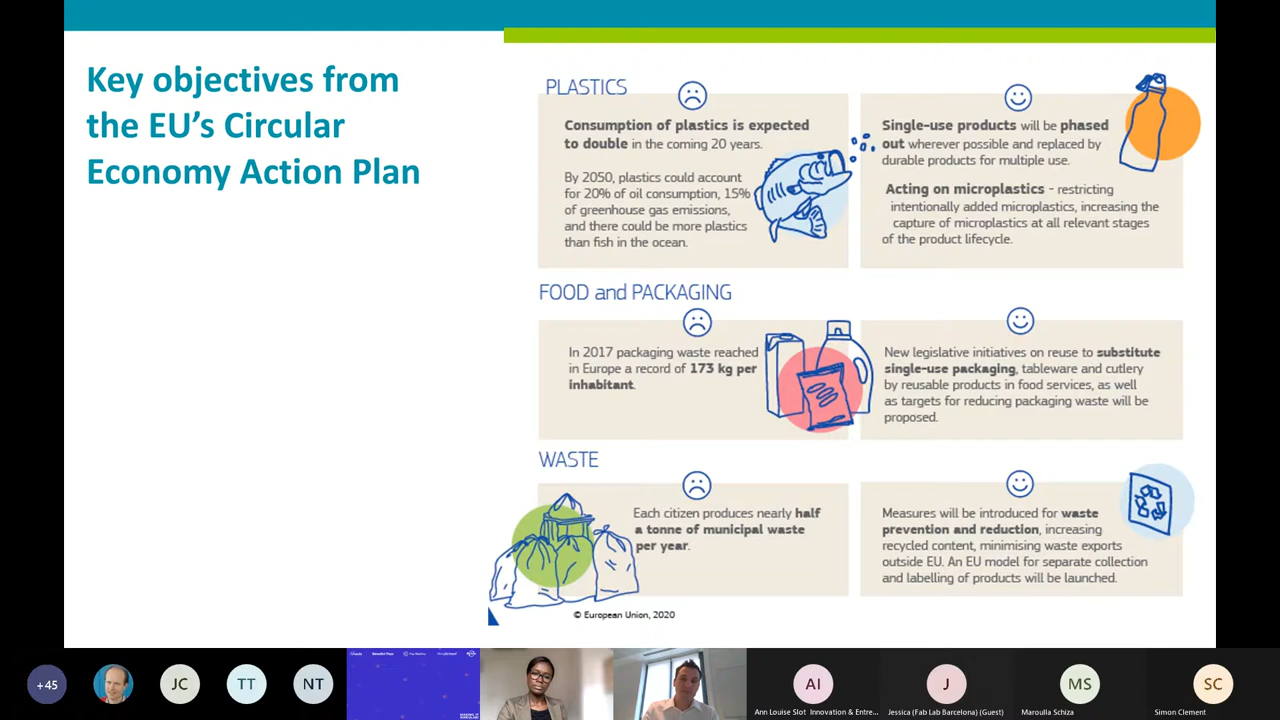 Key objectives from
the EU's Circular
Economy Action Plan
PLASTICS
Consumption of plastics is expected
to double in the coming 20 years.
By 2050, plastics could account
for 20% of oil consumption, 15%
of greenhouse gas emissions,
and there could be more plastics
than fish in the ocean.
Single-use products will be phased
out wherever possible and replaced by
durable products for multiple use.
Acting on microplastics - restricting
intentionally added microplastics, increasing the
capture of microplastics at all relevant stages
of the product lifecycle.
FOOD and PACKAGING
In 2017 packaging waste reached
in Europe a record of 173 kg per
inhabitant.
New legislative initiatives on reuse to substitute
single-use packaging, tableware and cutlery
by reusable products in food services, as well
as targets for reducing packaging waste will be
proposed.
WASTE
Each citizen produces nearly half
a tonne of municipal waste
per year.
Measures will be introduced for waste
prevention and reduction, increasing
recycled content, minimising waste exports
outside EU. An EU model for separate collection
and labelling of products will be launched.
© European Union, 2020
+45
JC
TT
NT
AI
J
MS
SC
Ann Louise Slot Innovation & Entre...
Jessica (Fab Lab Barcelona) (Guest)
Maroulla Schiza
Simon Clement